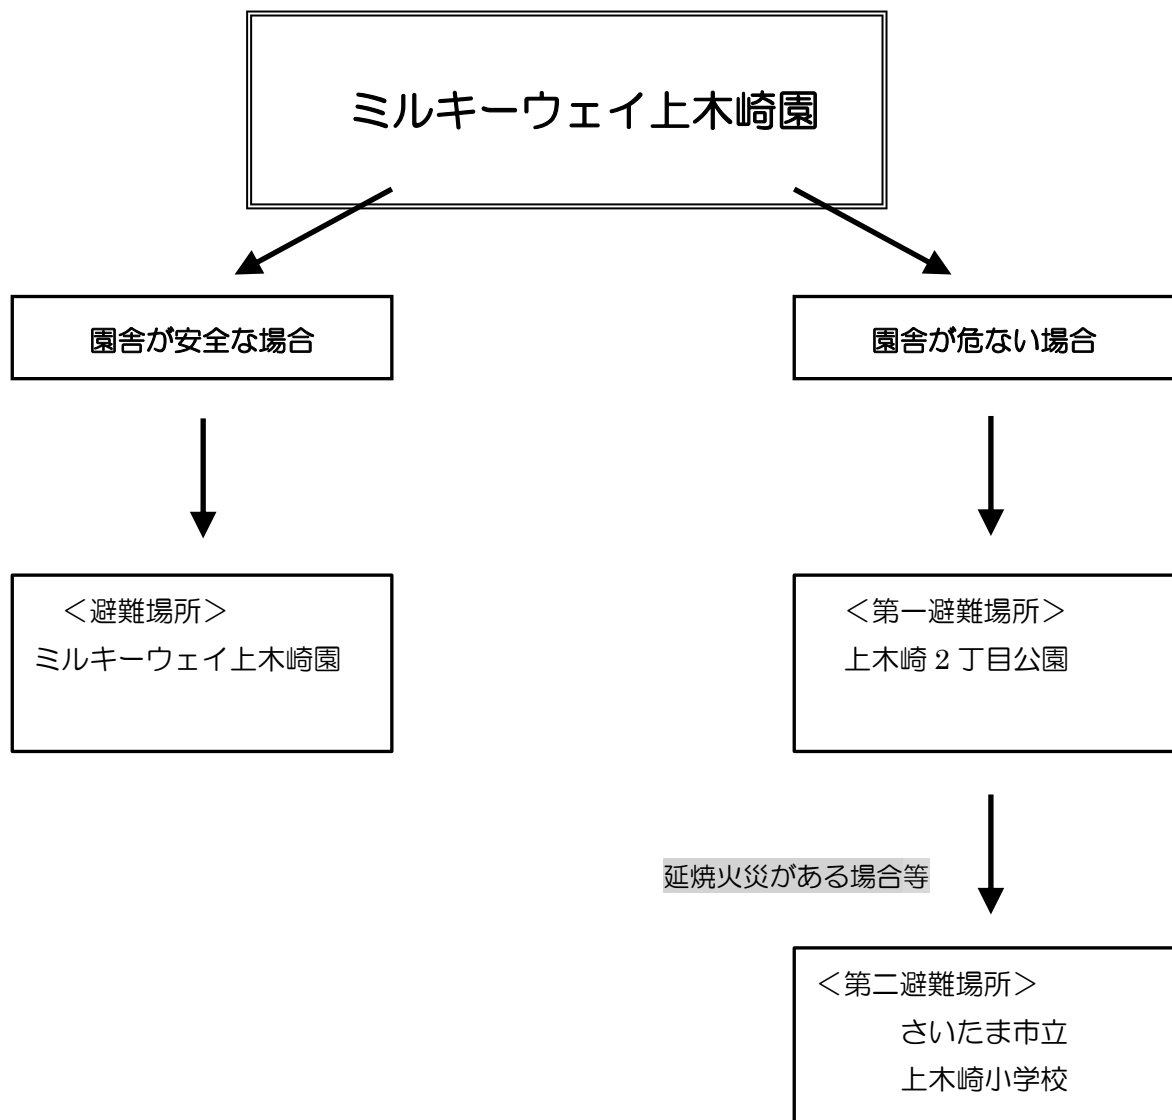 ミルキーウェイ上木崎園
園舎が安全な場合
園舎が危ない場合
＜避難場所＞
ミルキーウェイ上木崎園
＜第一避難場所＞
上木崎２丁目公園
延焼火災がある場合等
＜第二避難場所＞
さいたま市立
上木崎小学校